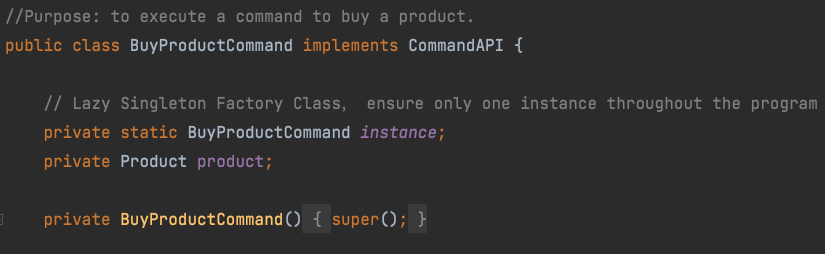 //Purpose: to execute a command to buy a product.
public class BuyProductCommand implements CommandAPI {
// Lazy Singleton Factory Class, ensure only one instance throughout the program
private static BuyProductCommand instance;
private Product product;
private BuyProductCommand() { super(); }